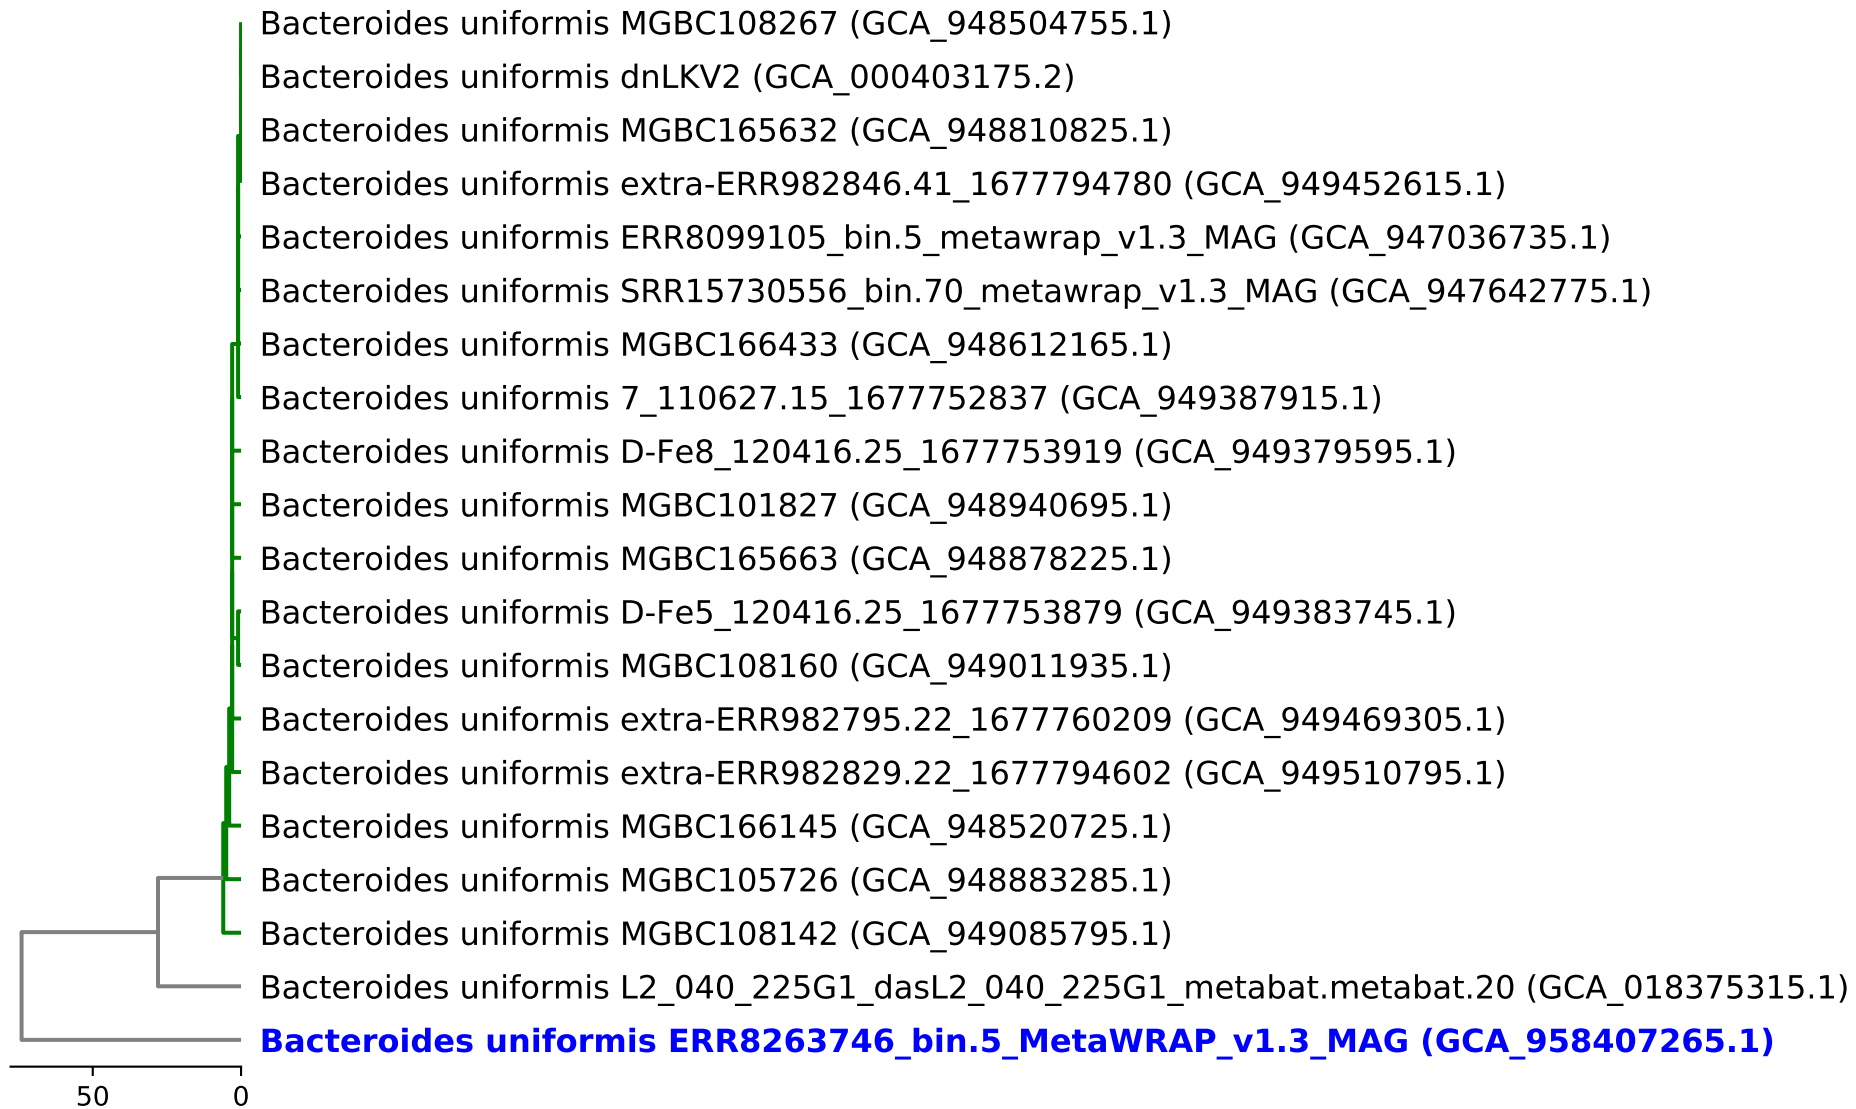 Bacteroides uniformis MGBC108267 (GCA_948504755.1)
Bacteroides uniformis dnLKV2 (GCA_000403175.2)
Bacteroides uniformis MGBC165632 (GCA_948810825.1)
Bacteroides uniformis extra-ERR982846.41_1677794780 (GCA_949452615.1)
Bacteroides uniformis ERR8099105_bin.5_metawrap_v1.3_MAG (GCA_947036735.1)
Bacteroides uniformis SRR15730556_bin.70_metawrap_v1.3_MAG (GCA_947642775.1)
Bacteroides uniformis MGBC166433 (GCA_948612165.1)
Bacteroides uniformis 7_110627.15_1677752837 (GCA_949387915.1)
Bacteroides uniformis D-Fe8_120416.25_1677753919 (GCA_949379595.1)
Bacteroides uniformis MGBC101827 (GCA_948940695.1)
Bacteroides uniformis MGBC165663 (GCA_948878225.1)
Bacteroides uniformis D-Fe5_120416.25_1677753879 (GCA_949383745.1)
Bacteroides uniformis MGBC108160 (GCA_949011935.1)
Bacteroides uniformis extra-ERR982795.22_1677760209 (GCA_949469305.1)
Bacteroides uniformis extra-ERR982829.22_1677794602 (GCA_949510795.1)
Bacteroides uniformis MGBC166145 (GCA_948520725.1)
Bacteroides uniformis MGBC105726 (GCA_948883285.1)
Bacteroides uniformis MGBC108142 (GCA_949085795.1)
Bacteroides uniformis L2_040_225G1_dasL2_040_225G1_metabat.metabat.20 (GCA_018375315.1)
Bacteroides uniformis ERR8263746_bin.5_MetaWRAP_v1.3_MAG (GCA_958407265.1)
50 0